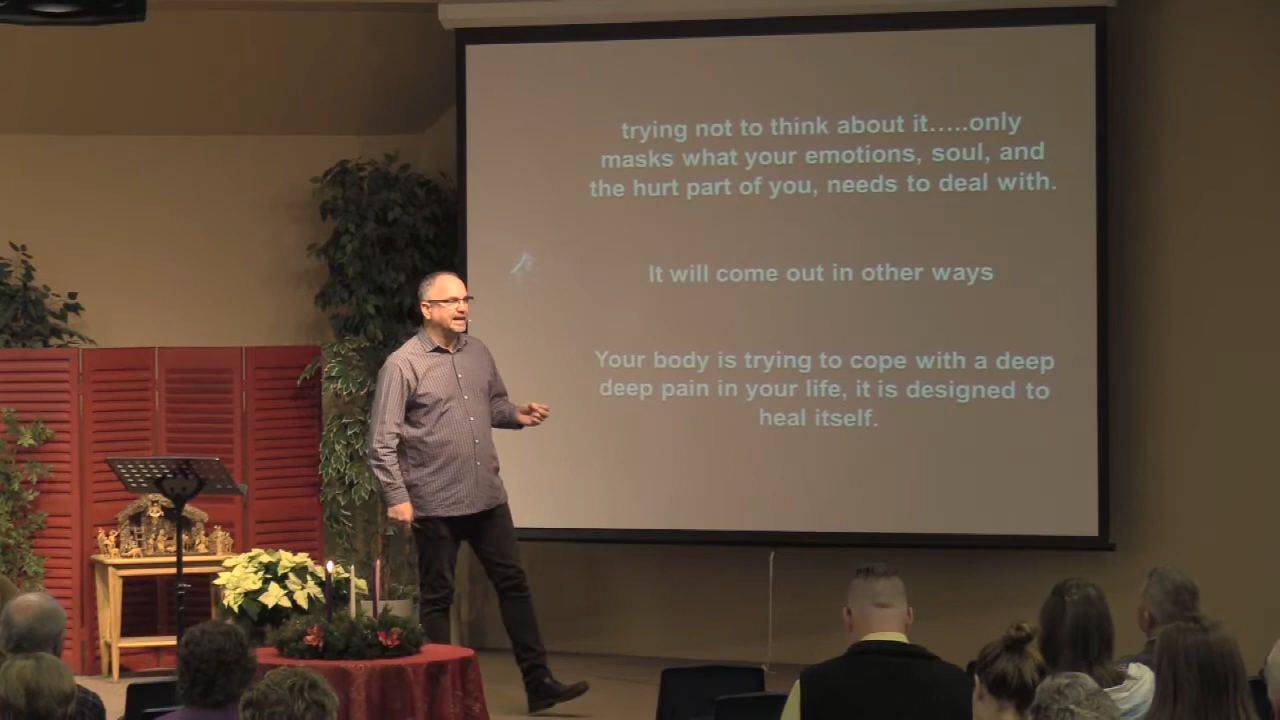 trying not to think about it.....only
masks what your emotions, soul, and
the hurt part of you, needs to deal with.
It will come out in other ways
Your body is trying to cope with a deep
deep pain in your life, it is designed to
heal itself.